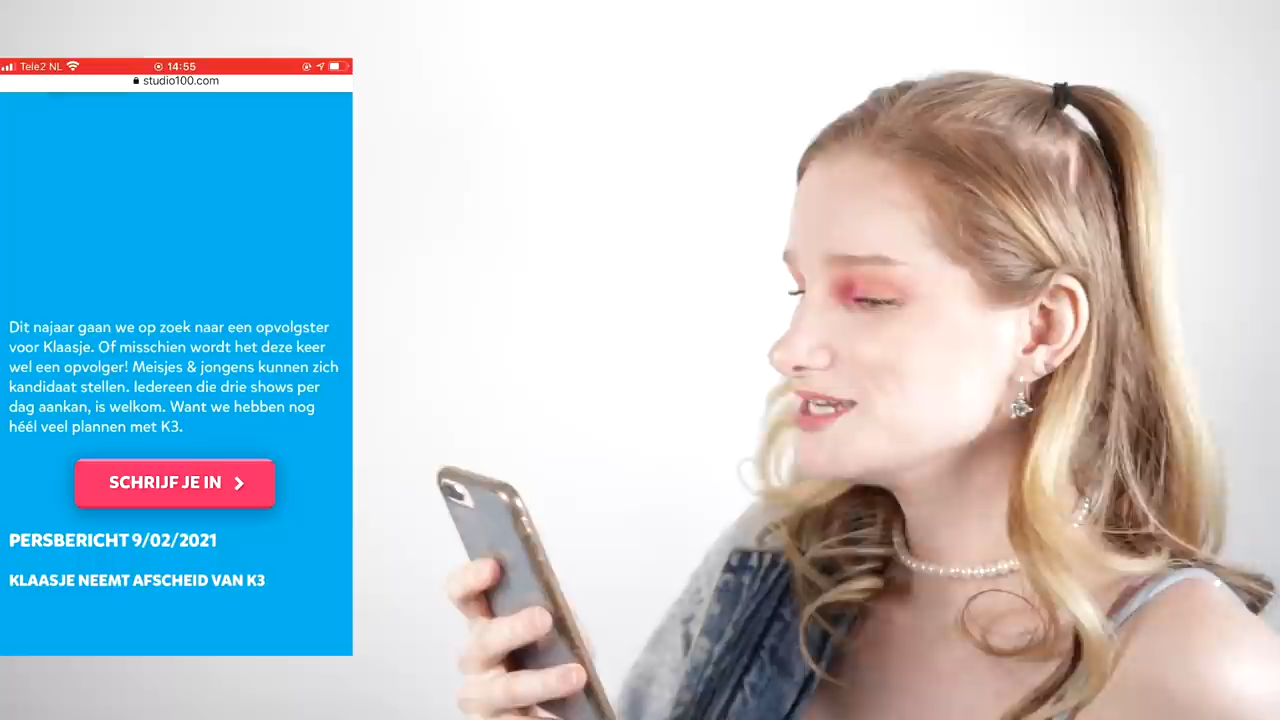 Tele2 NL 14:55
studio100.com
Dit najaar gaan we op zoek naar een opvolgster
voor Klaasje. Of misschien wordt het deze keer
wel een opvolger! Meisjes & jongens kunnen zich
kandidaat stellen. Iedereen die drie shows per
dag aankan, is welkom. Want we hebben nog
héél veel plannen met K3.
SCHRIJF JE IN
PERSBERICHT 9/02/2021
KLAASJE NEEMT AFSCHEID VAN K3